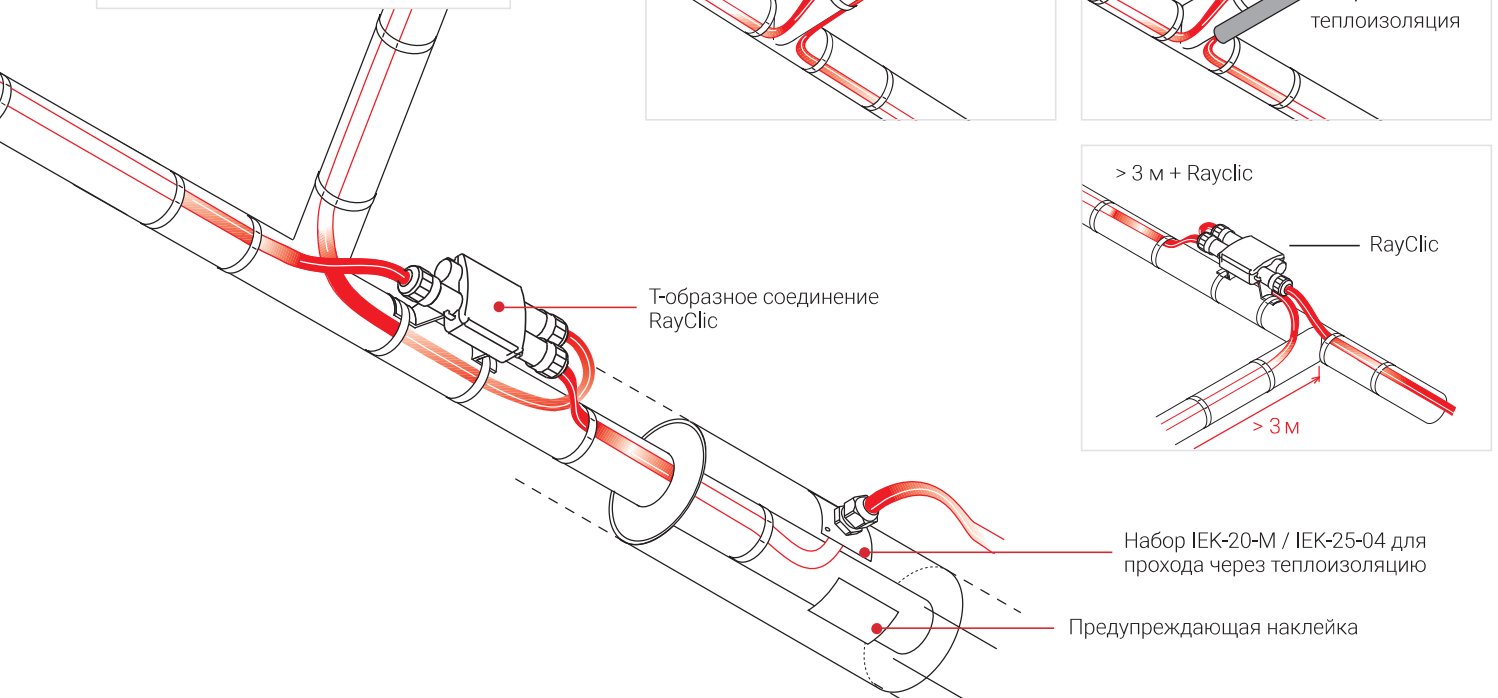 теплоизоляция
> 3 м + Rayclic
RayClic
Т-образное соединение
RayClic
> 3 м
Набор IEK-20-M / IEK-25-04 для
прохода через теплоизоляцию
Предупреждающая наклейка